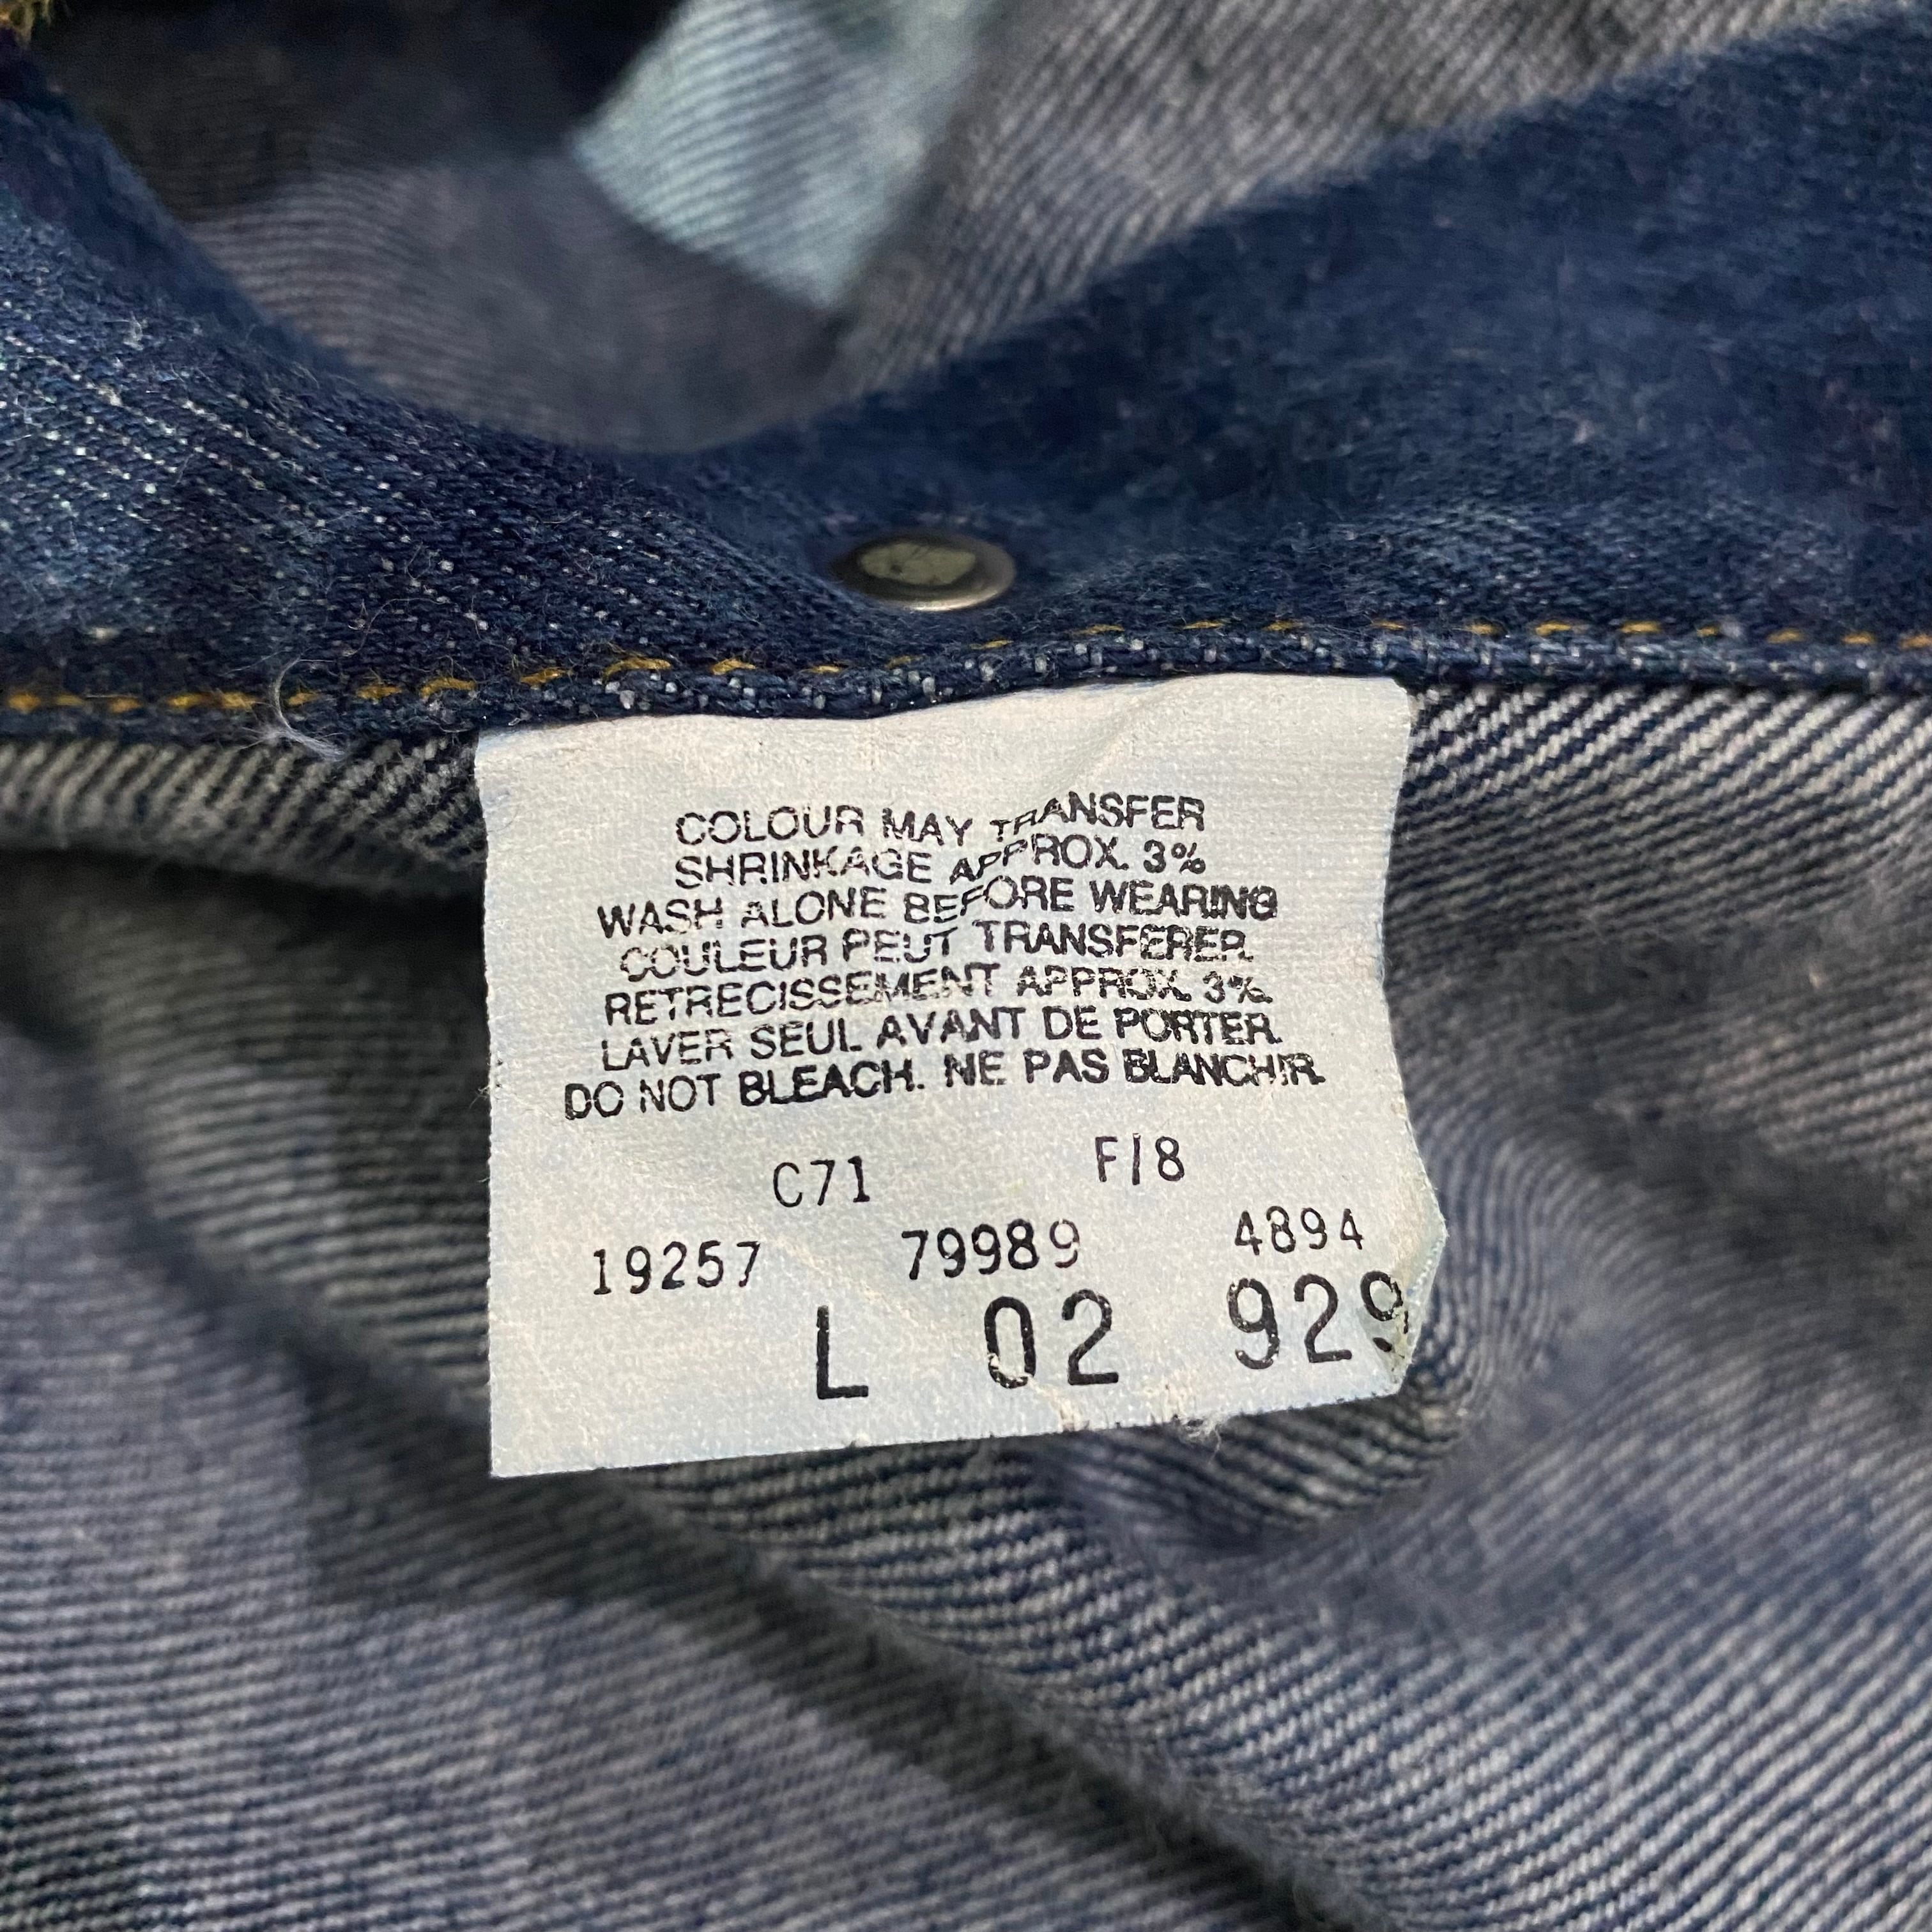 COLOUR MAY TRANSFER
SHRINKAGE APPROX. 3%
WASH ALONE BEFORE WEARING
COULEUR PEUT TRANSFERER.
RETRECISSEMENT APPROX. 3%.
LAVER SEUL AVANT DE PORTER.
DO NOT BLEACH. NE PAS BLANCHIR.
C71 F/8
19257 79989 4894
L 02 929